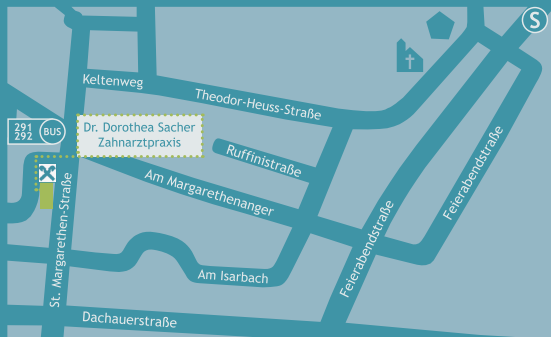 S
Keltenweg
Theodor-Heuss-Straße
291
292
BUS
Dr. Dorothea Sacher
Zahnarztpraxis
Ruffinistraße
Feierabendstraße
Am Margarethenanger
St. Margarethen-Straße
Feierabendstraße
Am Isarbach
Dachauerstraße